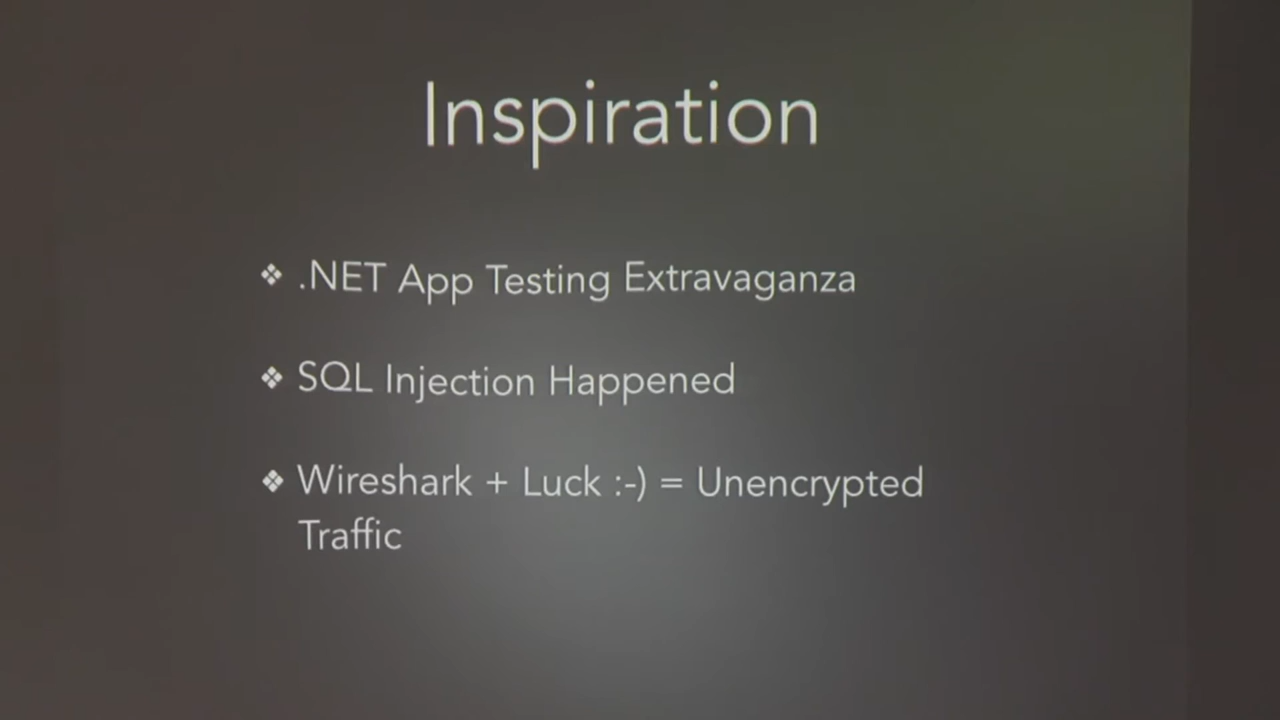 Inspiration
❖ .NET App Testing Extravaganza
❖ SQL Injection Happened
❖ Wireshark + Luck :-) = Unencrypted
Traffic